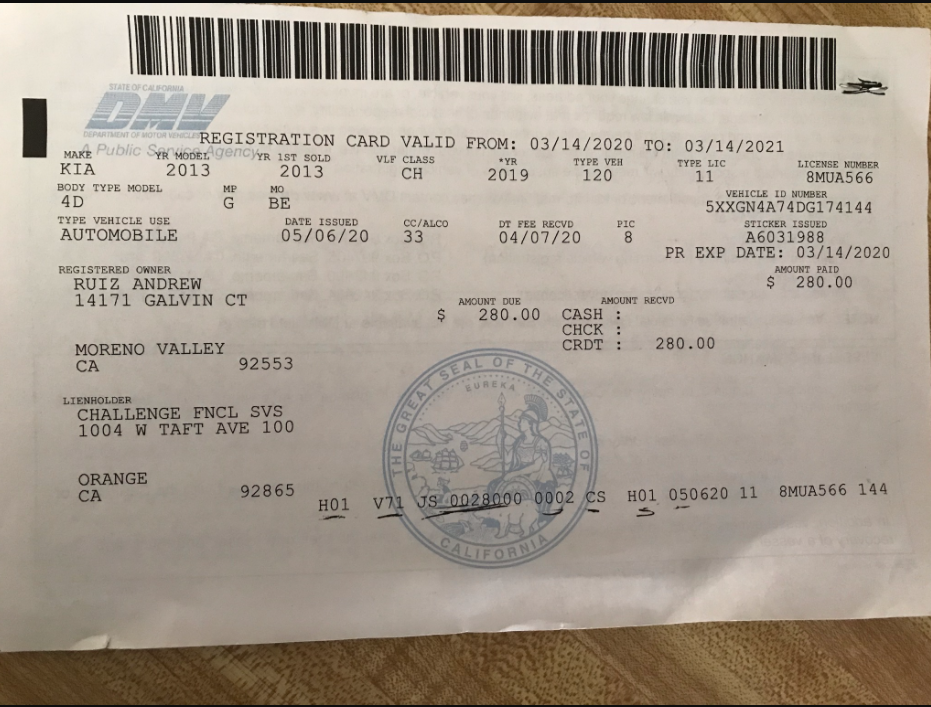 STATE OF CALIFORNIA
DMV
DEPARTMENT OF MOTOR VEHICLES
A Public Service Agency
REGISTRATION CARD VALID FROM: 03/14/2020 TO: 03/14/2021
MAKE YR MODEL YR 1ST SOLD VLF CLASS *YR TYPE VEH TYPE LIC LICENSE NUMBER
KIA 2013 2013 CH 2019 120 11 8MUA566
BODY TYPE MODEL MP MO VEHICLE ID NUMBER
4D G BE 5XXGN4A74DG174144
TYPE VEHICLE USE DATE ISSUED CC/ALCO DT FEE RECVD PIC STICKER ISSUED
AUTOMOBILE 05/06/20 33 04/07/20 8 A6031988
PR EXP DATE: 03/14/2020
REGISTERED OWNER AMOUNT PAID
RUIZ ANDREW $ 280.00
14171 GALVIN CT
AMOUNT DUE AMOUNT RECVD
$ 280.00 CASH :
CHCK :
CRDT : 280.00
MORENO VALLEY
CA 92553
LIENHOLDER
CHALLENGE FNCL SVS
1004 W TAFT AVE 100
ORANGE
CA 92865
H01 V71 JS 0028000 0002 CS H01 050620 11 8MUA566 144
THE GREAT SEAL OF THE STATE OF CALIFORNIA
EUREKA